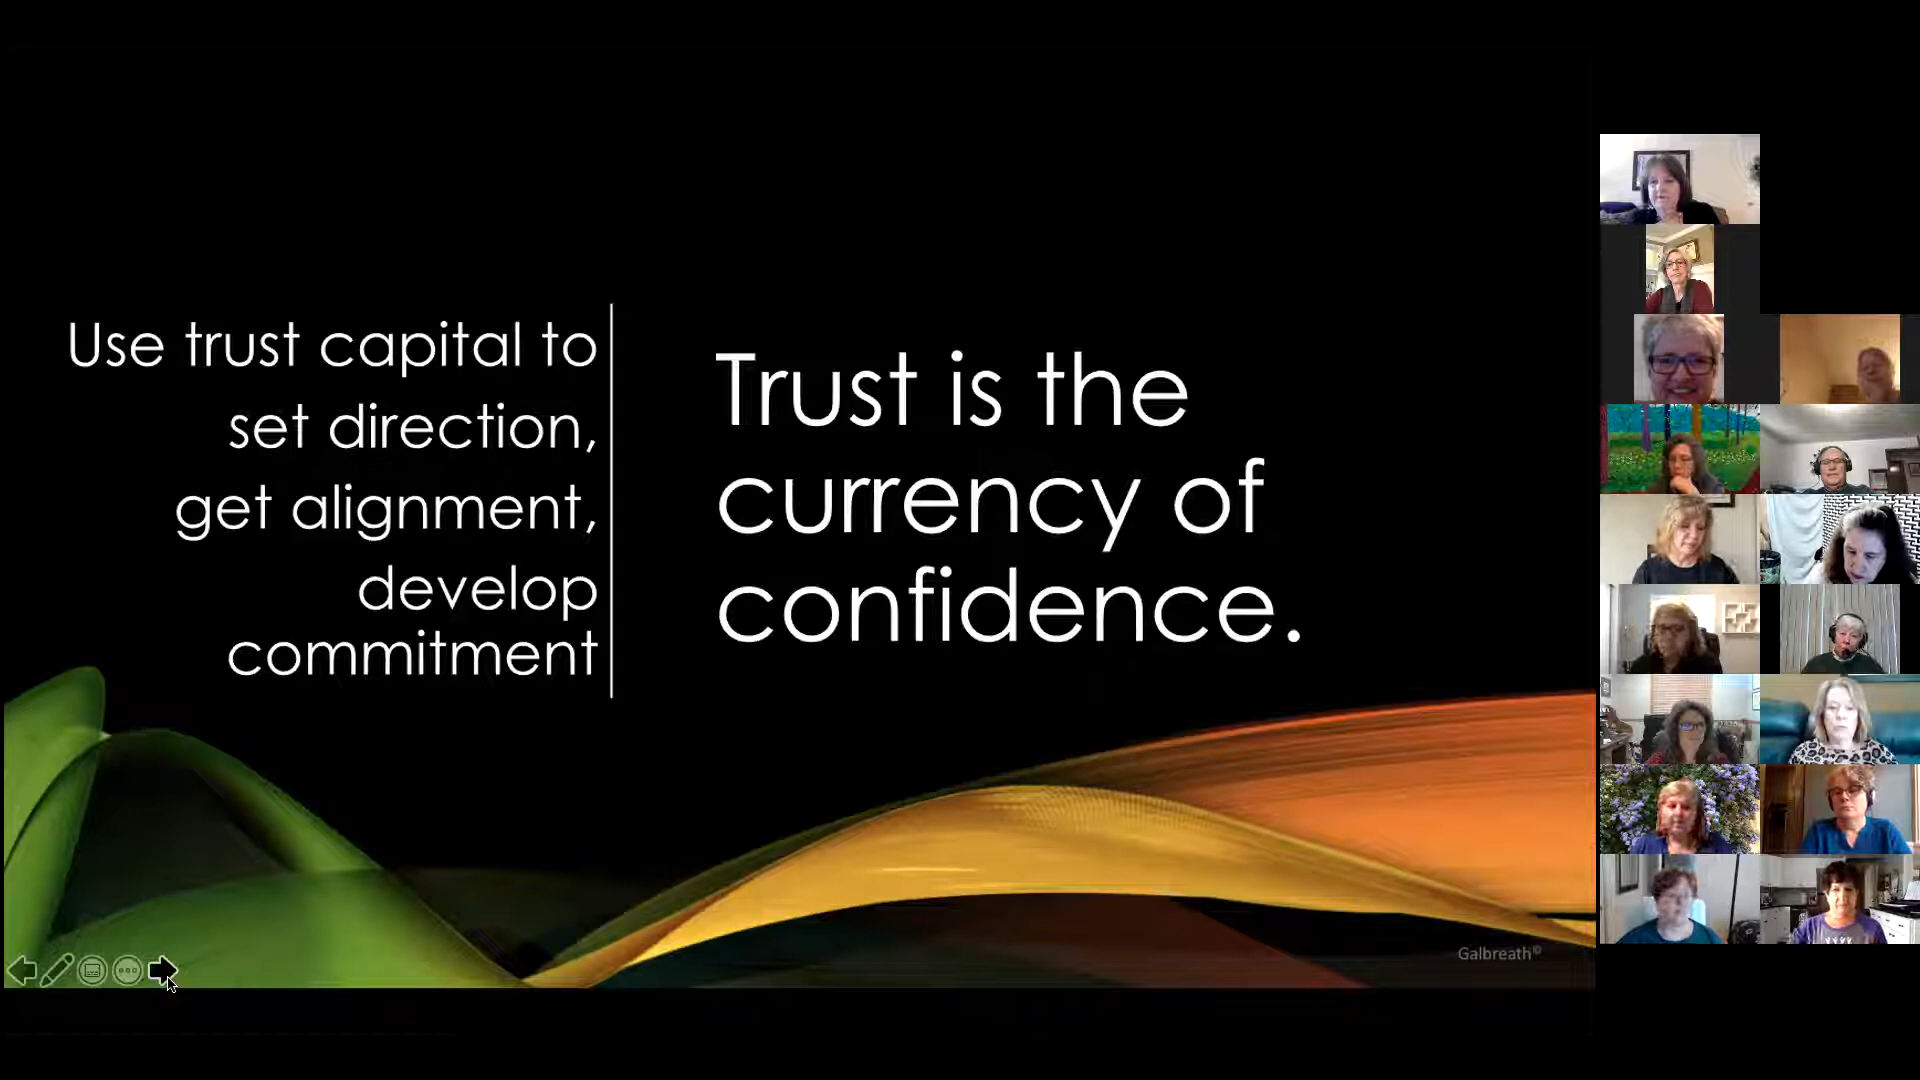 Use trust capital to
set direction,
get alignment,
develop
commitment
Trust is the
currency of
confidence.
Galbreath©